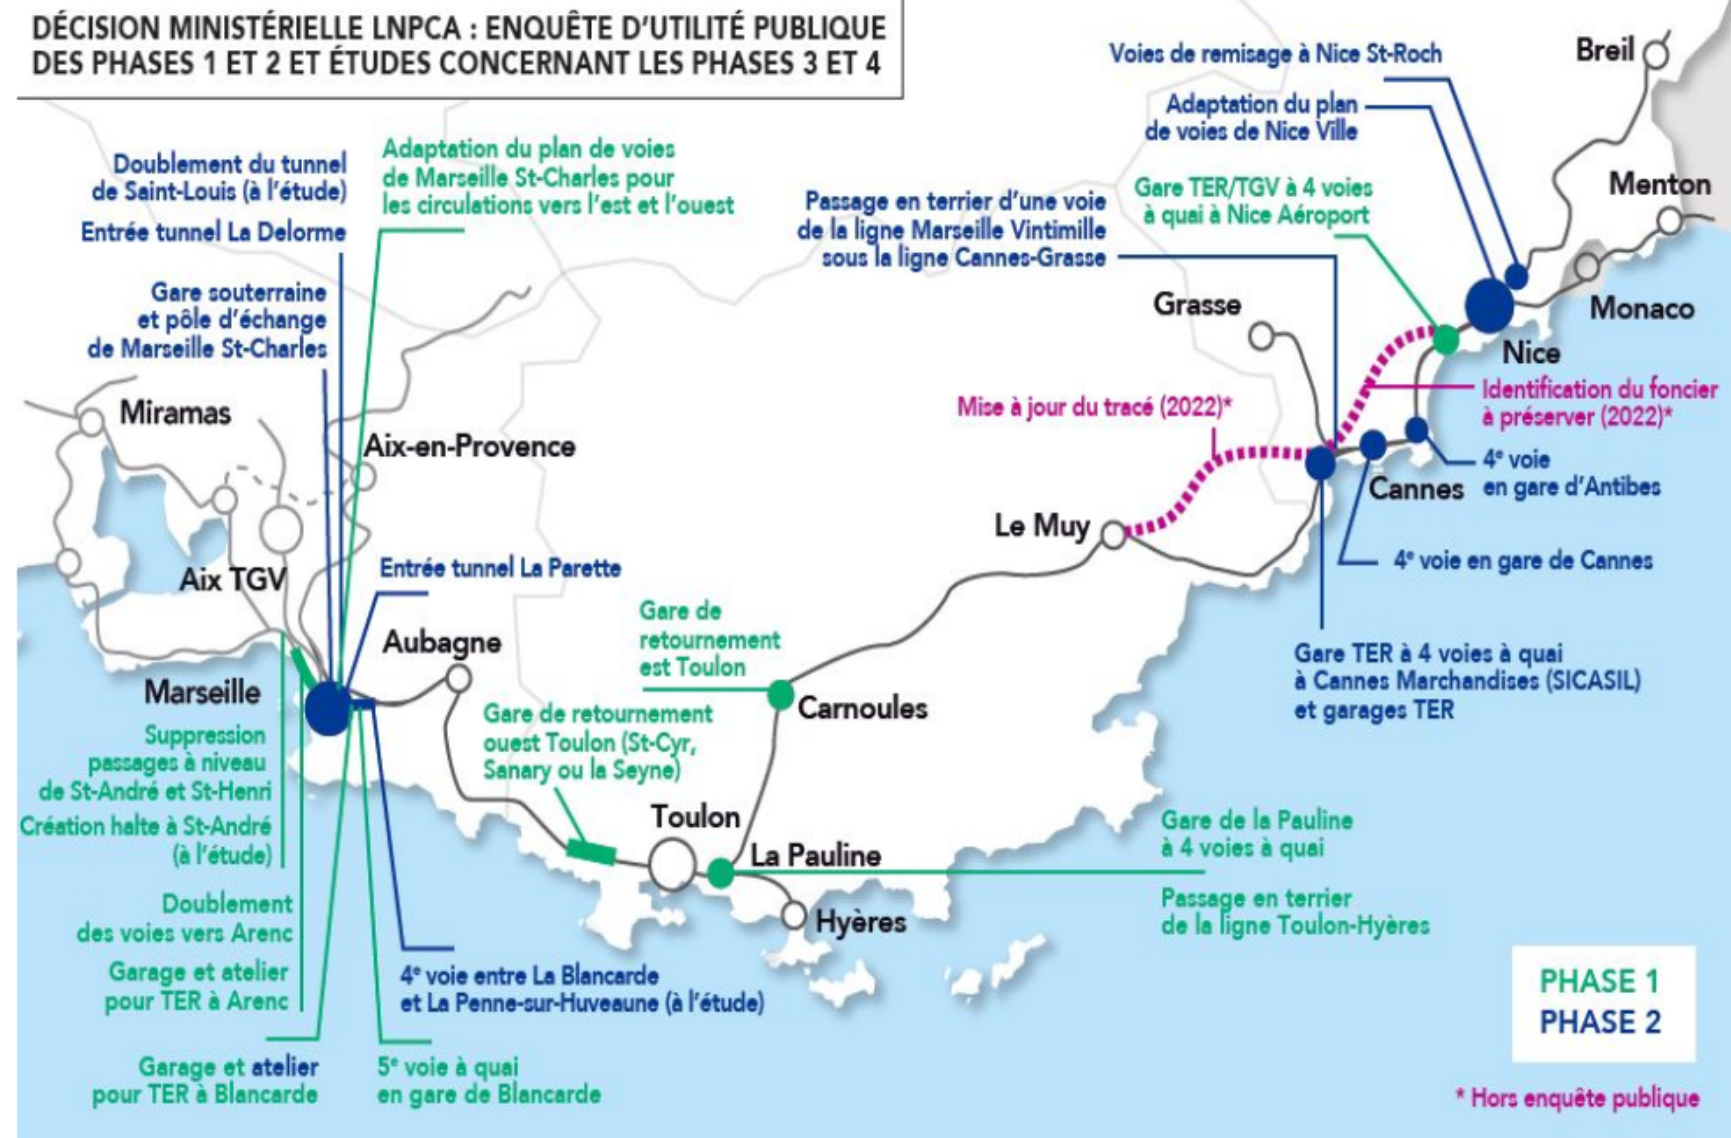 DÉCISION MINISTÉRIELLE LNPCA : ENQUÊTE D'UTILITÉ PUBLIQUE
DES PHASES 1 ET 2 ET ÉTUDES CONCERNANT LES PHASES 3 ET 4
Doublement du tunnel
de Saint-Louis (à l'étude)
Entrée tunnel La Delorme
Gare souterraine
et pôle d'échange
de Marseille St-Charles
Adaptation du plan de voies
de Marseille St-Charles pour
les circulations vers l'est et l'ouest
Voies de remisage à Nice St-Roch
Adaptation du plan
de voies de Nice Ville
Gare TER/TGV à 4 voies
à quai à Nice Aéroport
Passage en terrier d'une voie
de la ligne Marseille Vintimille
sous la ligne Cannes-Grasse
Breil
Menton
Monaco
Grasse
Nice
Identification du foncier
à préserver (2022)*
Mise à jour du tracé (2022)*
Miramas
Aix-en-Provence
4e voie
en gare d'Antibes
Cannes
Le Muy
4e voie en gare de Cannes
Aix TGV
Entrée tunnel La Parette
Aubagne
Gare de
retournement
est Toulon
Gare TER à 4 voies à quai
à Cannes Marchandises (SICASIL)
et garages TER
Marseille
Carnoules
Suppression
passages à niveau
de St-André et St-Henri
Création halte à St-André
(à l'étude)
Gare de retournement
ouest Toulon (St-Cyr,
Sanary ou la Seyne)
Toulon
La Pauline
Gare de la Pauline
à 4 voies à quai
Passage en terrier
de la ligne Toulon-Hyères
Hyères
Doublement
des voies vers Arenc
Garage et atelier
pour TER à Arenc
4e voie entre La Blancarde
et La Penne-sur-Huveaune (à l'étude)
Garage et atelier
pour TER à Blancarde
5e voie à quai
en gare de Blancarde
PHASE 1
PHASE 2
* Hors enquête publique